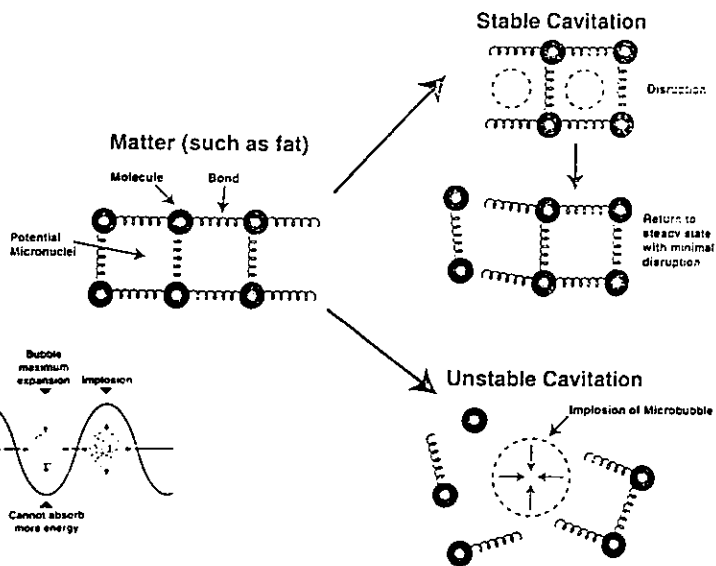 Stable Cavitation
Disruption
Matter (such as fat)
Molecule
Bond
Potential
Micronuclei
Return to
steady state
with minimal
disruption
Bubble
maximum
expansion
Implosion
Cannot absorb
more energy
Unstable Cavitation
Implosion of Microbubble